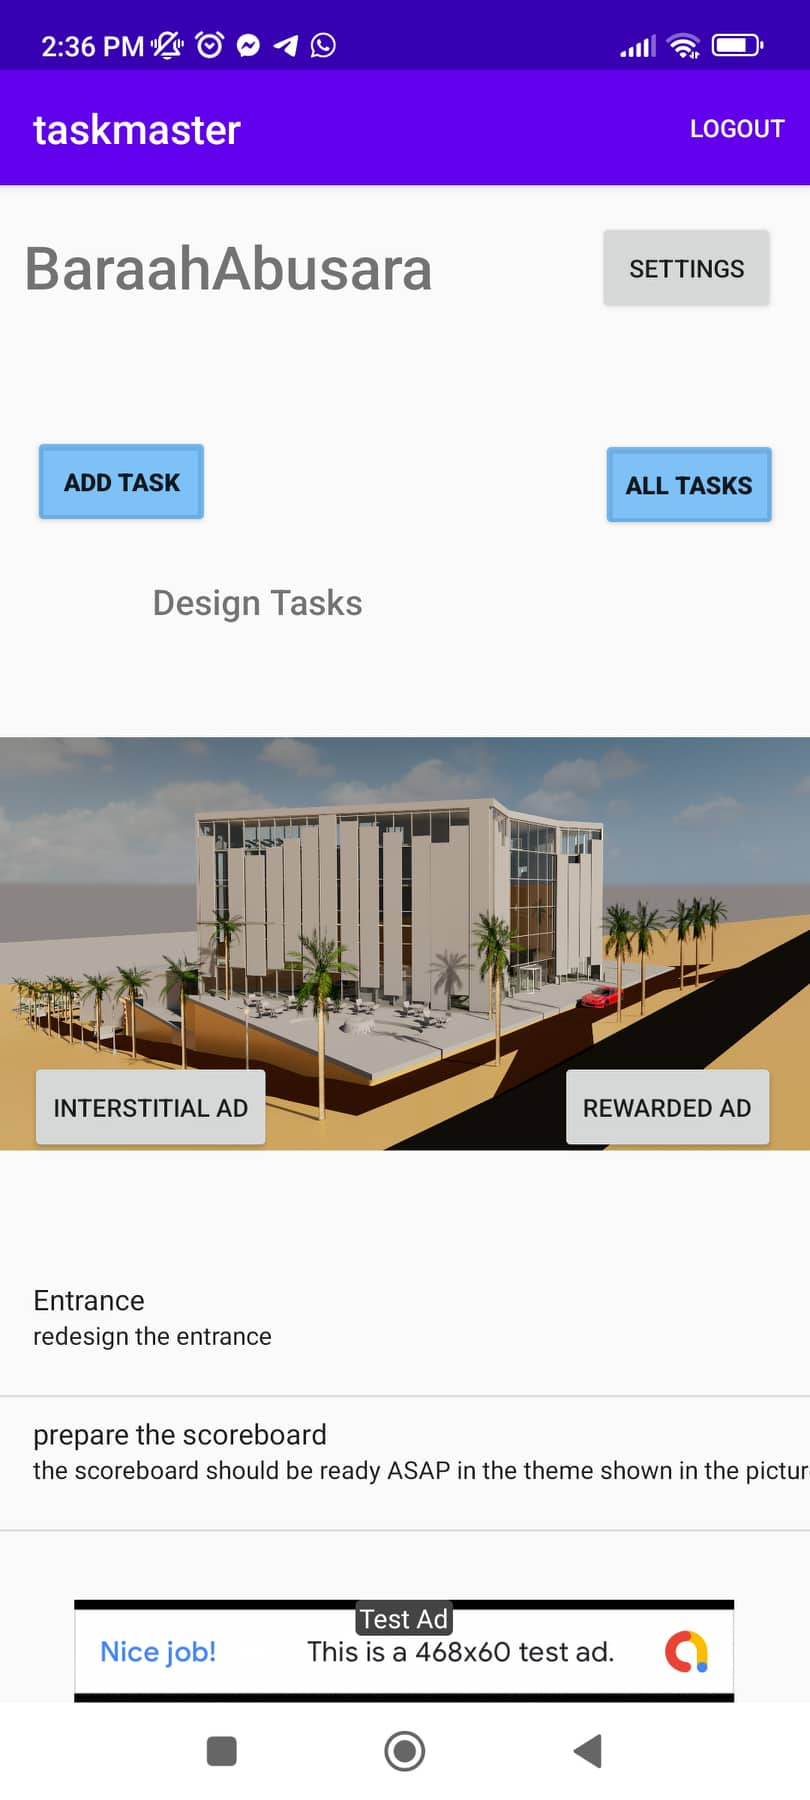 2:36 PM
taskmaster
LOGOUT
BaraahAbusara
SETTINGS
ADD TASK
ALL TASKS
Design Tasks
INTERSTITIAL AD
REWARDED AD
Entrance
redesign the entrance
prepare the scoreboard
the scoreboard should be ready ASAP in the theme shown in the pictur
Test Ad
Nice job!
This is a 468x60 test ad.